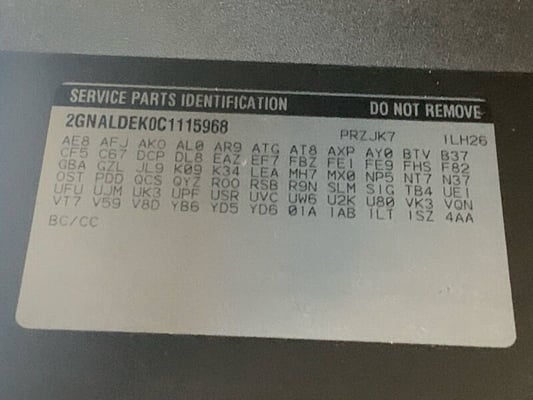 SERVICE PARTS IDENTIFICATION DO NOT REMOVE
2GNALDEK0C1115968 PRZJK7 1LH26
AE8 AFJ AKO AL0 AR9 ATG AT8 AXP AY0 BTV B37
CF5 C67 DCP DL8 EAZ EF7 FBZ FE1 FE9 FHS F82
GBA GZL JL9 K09 K34 LEA MH7 MX0 NP5 NT7 N37
OST PDD QCS QYZ ROO RSB R9N SLM SIG TB4 UE1
UFU UJM UK3 UPF USR UVC UW6 U2K U80 VK3 VQN
VT7 V59 V8D YB6 YD5 YD6 01A 1AB 1LT 1SZ 4AA
BC/CC